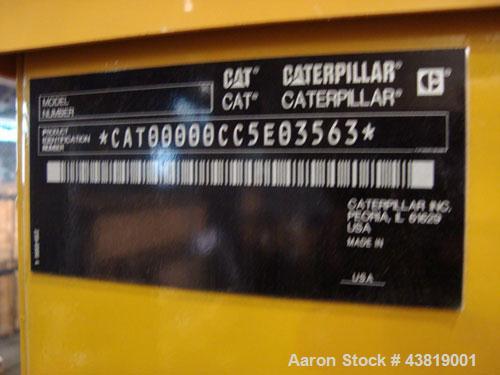 CAT® CATERPILLAR®
CAT® CATERPILLAR®
MODEL NUMBER
PRODUCT IDENTIFICATION NUMBER
*CAT00000CC5E03563*
CATERPILLAR INC.
PEORIA, IL 61629
USA
MADE IN
USA
Aaron Stock # 43819001